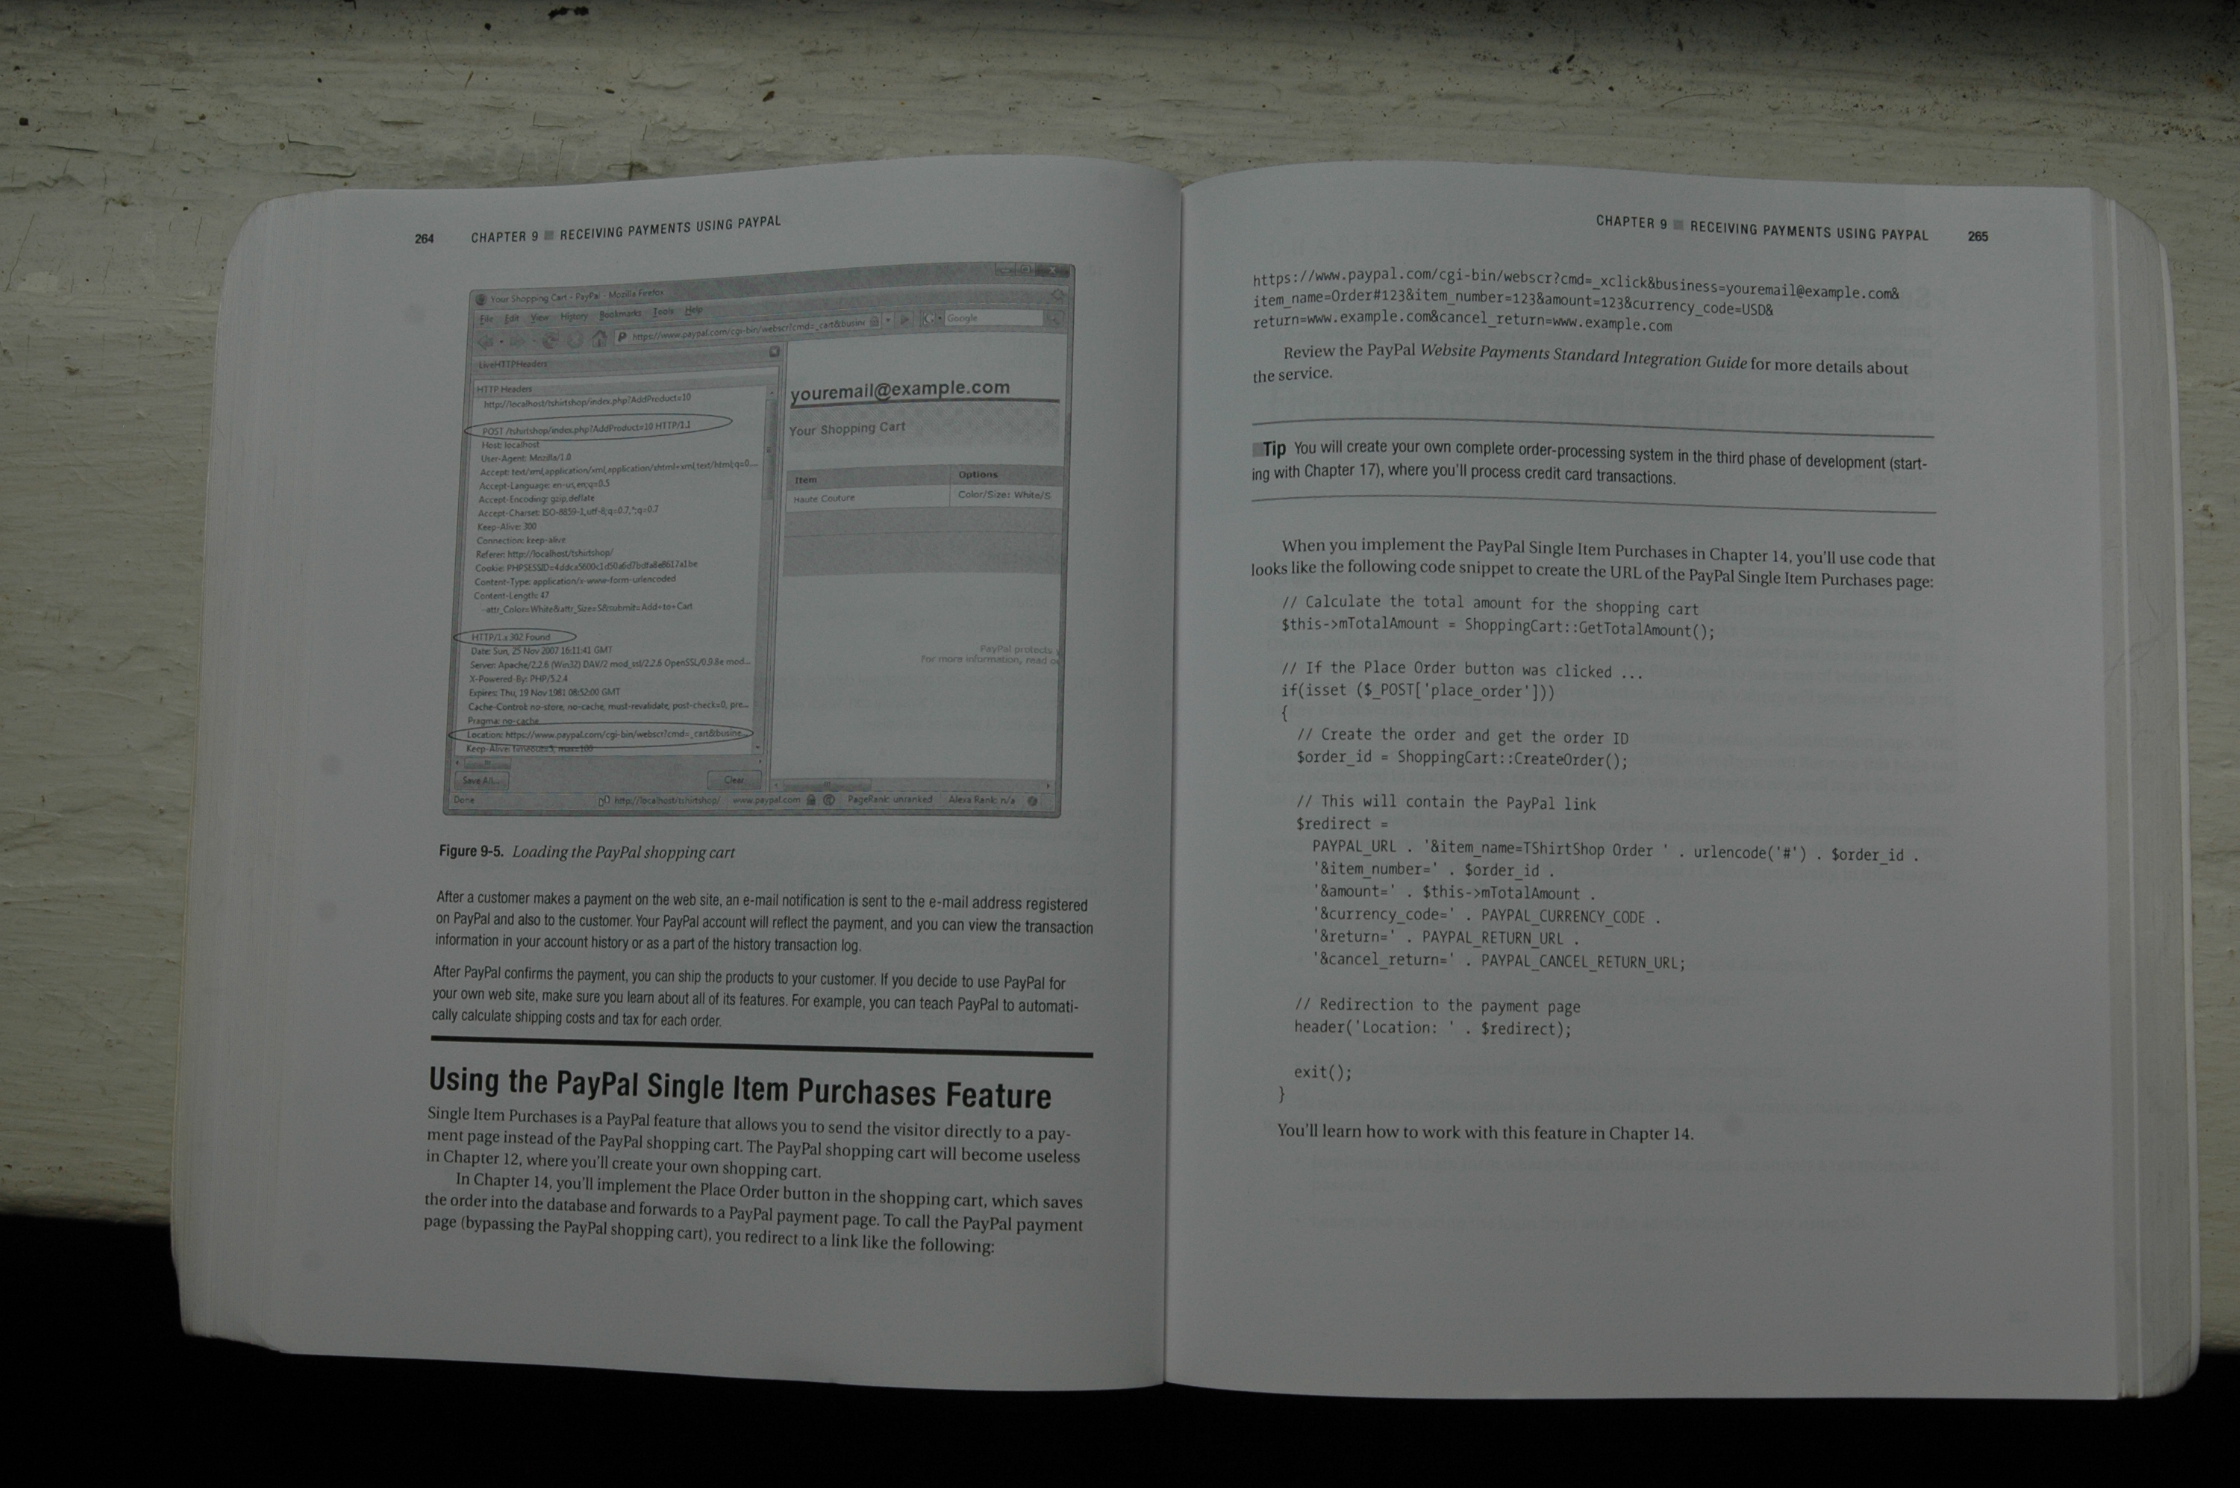 264 CHAPTER 9 ■ RECEIVING PAYMENTS USING PAYPAL
Your Shopping Cart - PayPal - Mozilla Firefox
File Edit View History Bookmarks Tools Help
https://www.paypal.com/cgi-bin/webscr?cmd=_cart&busine
Google
LiveHTTPHeaders
HTTP Headers
http://localhost/tshirtshop/index.php?AddProduct=10
POST /tshirtshop/index.php?AddProduct=10 HTTP/1.1
Host: localhost
User-Agent: Mozilla/1.0
Accept: text/xml,application/xml,application/xhtml+xml,text/html;q=0....
Accept-Language: en-us,en;q=0.5
Accept-Encoding: gzip,deflate
Accept-Charset: ISO-8859-1,utf-8;q=0.7,*;q=0.7
Keep-Alive: 300
Connection: keep-alive
Referer: http://localhost/tshirtshop/
Content-Type: application/x-www-form-urlencoded
Content-Length: 47
attr_Color=White&attr_Size=S&submit=Add+to+Cart
HTTP/1.x 302 Found
Date: Sun, 25 Nov 2007 16:11:41 GMT
Server: Apache/2.2.6 (Win32) DAV/2 mod_ssl/2.2.6 OpenSSL/0.9.8e mod...
X-Powered-By: PHP/5.2.4
Expires: Thu, 19 Nov 1981 08:52:00 GMT
Cache-Control: no-store, no-cache, must-revalidate, post-check=0, pre...
Pragma: no-cache
Location: https://www.paypal.com/cgi-bin/webscr?cmd=_cart&busine...
Keep-Alive: timeout=5, max=100
Save All... Clear
youremail@example.com
Your Shopping Cart
Item Options
Haute Couture Color/Size: White/S
PayPal protects
For more information, read o
Done http://localhost/tshirtshop/ www.paypal.com PageRank: unranked Alexa Rank: n/a
Figure 9-5. Loading the PayPal shopping cart
After a customer makes a payment on the web site, an e-mail notification is sent to the e-mail address registered
on PayPal and also to the customer. Your PayPal account will reflect the payment, and you can view the transaction
information in your account history or as a part of the history transaction log.
After PayPal confirms the payment, you can ship the products to your customer. If you decide to use PayPal for
your own web site, make sure you learn about all of its features. For example, you can teach PayPal to automati-
cally calculate shipping costs and tax for each order.
Using the PayPal Single Item Purchases Feature
Single Item Purchases is a PayPal feature that allows you to send the visitor directly to a pay-
ment page instead of the PayPal shopping cart. The PayPal shopping cart will become useless
in Chapter 12, where you'll create your own shopping cart.
In Chapter 14, you'll implement the Place Order button in the shopping cart, which saves
the order into the database and forwards to a PayPal payment page. To call the PayPal payment
page (bypassing the PayPal shopping cart), you redirect to a link like the following:
CHAPTER 9 ■ RECEIVING PAYMENTS USING PAYPAL 265
https://www.paypal.com/cgi-bin/webscr?cmd=_xclick&business=youremail@example.com&
item_name=Order#123&item_number=123&amount=123&currency_code=USD&
return=www.example.com&cancel_return=www.example.com
Review the PayPal Website Payments Standard Integration Guide for more details about
the service.
Tip You will create your own complete order-processing system in the third phase of development (start-
ing with Chapter 17), where you'll process credit card transactions.
When you implement the PayPal Single Item Purchases in Chapter 14, you'll use code that
looks like the following code snippet to create the URL of the PayPal Single Item Purchases page:
// Calculate the total amount for the shopping cart
$this->mTotalAmount = ShoppingCart::GetTotalAmount();
// If the Place Order button was clicked ...
if(isset ($_POST['place_order']))
{
// Create the order and get the order ID
$order_id = ShoppingCart::CreateOrder();
// This will contain the PayPal link
$redirect =
PAYPAL_URL . '&item_name=TShirtShop Order ' . urlencode('#') . $order_id .
'&item_number=' . $order_id .
'&amount=' . $this->mTotalAmount .
'&currency_code=' . PAYPAL_CURRENCY_CODE .
'&return=' . PAYPAL_RETURN_URL .
'&cancel_return=' . PAYPAL_CANCEL_RETURN_URL;
// Redirection to the payment page
header('Location: ' . $redirect);
exit();
}
You'll learn how to work with this feature in Chapter 14.